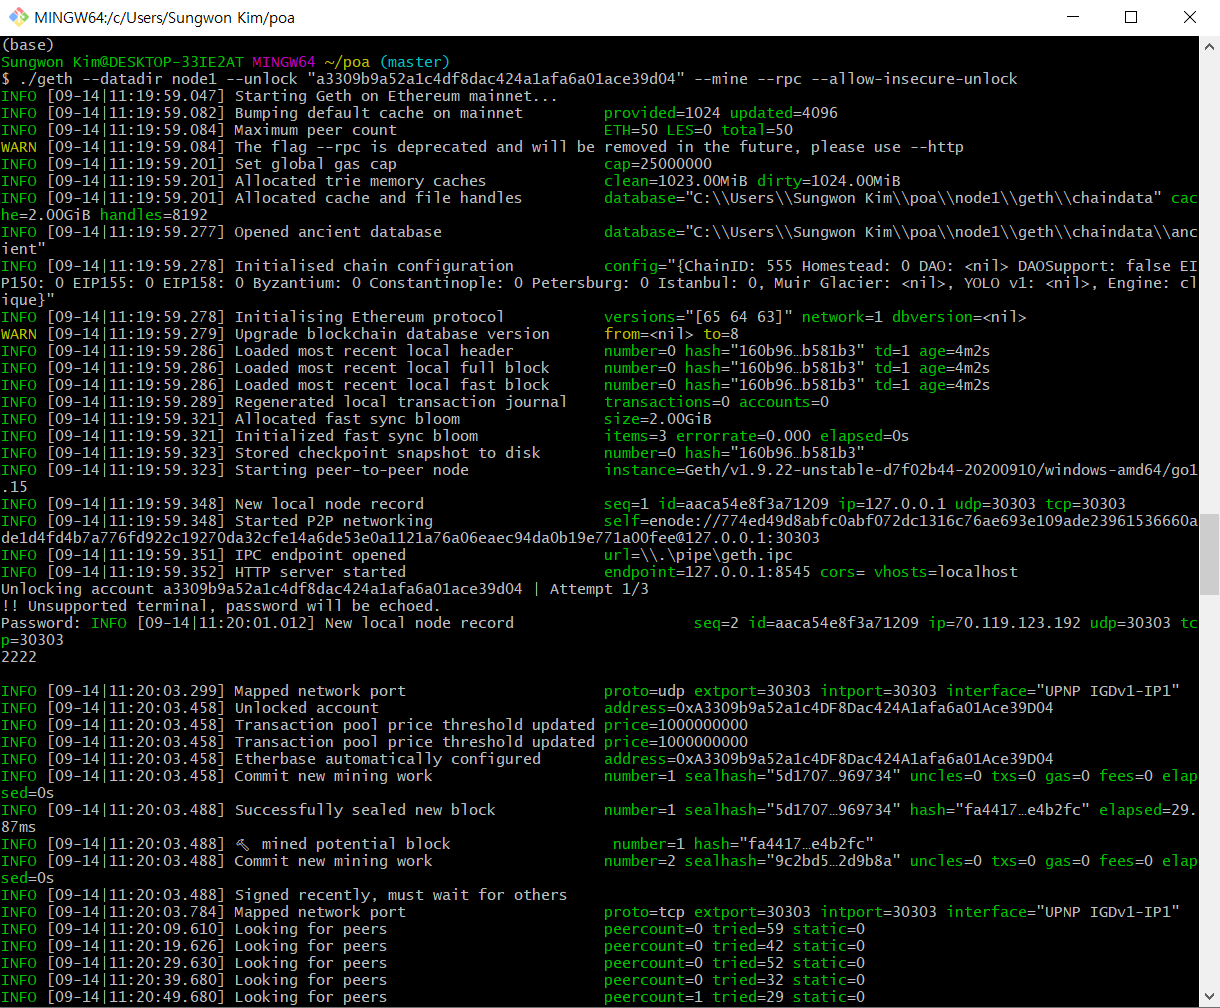 MINGW64:/c/Users/Sungwon Kim/poa
(base)
Sungwon Kim@DESKTOP-33IE2AT MINGW64 ~/poa (master)
$ ./geth --datadir node1 --unlock "a3309b9a52a1c4df8dac424a1afa6a01ace39d04" --mine --rpc --allow-insecure-unlock
INFO [09-14|11:19:59.047] Starting Geth on Ethereum mainnet...
INFO [09-14|11:19:59.082] Bumping default cache on mainnet provided=1024 updated=4096
INFO [09-14|11:19:59.084] Maximum peer count ETH=50 LES=0 total=50
WARN [09-14|11:19:59.084] The flag --rpc is deprecated and will be removed in the future, please use --http
INFO [09-14|11:19:59.201] Set global gas cap cap=25000000
INFO [09-14|11:19:59.201] Allocated trie memory caches clean=1023.00MiB dirty=1024.00MiB
INFO [09-14|11:19:59.201] Allocated cache and file handles database="C:\\Users\\Sungwon Kim\\poa\\node1\\geth\\chaindata" cac
he=2.00GiB handles=8192
INFO [09-14|11:19:59.277] Opened ancient database database="C:\\Users\\Sungwon Kim\\poa\\node1\\geth\\chaindata\\anc
ient"
INFO [09-14|11:19:59.278] Initialised chain configuration config="{ChainID: 555 Homestead: 0 DAO: <nil> DAOSupport: false EI
P150: 0 EIP155: 0 EIP158: 0 Byzantium: 0 Constantinople: 0 Petersburg: 0 Istanbul: 0, Muir Glacier: <nil>, YOLO v1: <nil>, Engine: cl
ique}"
INFO [09-14|11:19:59.278] Initialising Ethereum protocol versions="[65 64 63]" network=1 dbversion=<nil>
WARN [09-14|11:19:59.279] Upgrade blockchain database version from=<nil> to=8
INFO [09-14|11:19:59.286] Loaded most recent local header number=0 hash="160b96…b581b3" td=1 age=4m2s
INFO [09-14|11:19:59.286] Loaded most recent local full block number=0 hash="160b96…b581b3" td=1 age=4m2s
INFO [09-14|11:19:59.286] Loaded most recent local fast block number=0 hash="160b96…b581b3" td=1 age=4m2s
INFO [09-14|11:19:59.289] Regenerated local transaction journal transactions=0 accounts=0
INFO [09-14|11:19:59.321] Allocated fast sync bloom size=2.00GiB
INFO [09-14|11:19:59.321] Initialized fast sync bloom items=3 errorrate=0.000 elapsed=0s
INFO [09-14|11:19:59.323] Stored checkpoint snapshot to disk number=0 hash="160b96…b581b3"
INFO [09-14|11:19:59.323] Starting peer-to-peer node instance=Geth/v1.9.22-unstable-d7f02b44-20200910/windows-amd64/go1
.15
INFO [09-14|11:19:59.348] New local node record seq=1 id=aaca54e8f3a71209 ip=127.0.0.1 udp=30303 tcp=30303
INFO [09-14|11:19:59.348] Started P2P networking self=enode://774ed49d8abfc0abf072dc1316c76ae693e109ade23961536660a
de1d4fd4b7a776fd922c19270da32cfe14a6de53e0a1121a76a06eaec94da0b19e771a00fee@127.0.0.1:30303
INFO [09-14|11:19:59.351] IPC endpoint opened url=\\.\pipe\geth.ipc
INFO [09-14|11:19:59.352] HTTP server started endpoint=127.0.0.1:8545 cors= vhosts=localhost
Unlocking account a3309b9a52a1c4df8dac424a1afa6a01ace39d04 | Attempt 1/3
!! Unsupported terminal, password will be echoed.
Password: INFO [09-14|11:20:01.012] New local node record seq=2 id=aaca54e8f3a71209 ip=70.119.123.192 udp=30303 tc
p=30303
2222
INFO [09-14|11:20:03.299] Mapped network port proto=udp extport=30303 intport=30303 interface="UPNP IGDv1-IP1"
INFO [09-14|11:20:03.458] Unlocked account address=0xA3309b9a52a1c4DF8Dac424A1afa6a01Ace39D04
INFO [09-14|11:20:03.458] Transaction pool price threshold updated price=1000000000
INFO [09-14|11:20:03.458] Transaction pool price threshold updated price=1000000000
INFO [09-14|11:20:03.458] Etherbase automatically configured address=0xA3309b9a52a1c4DF8Dac424A1afa6a01Ace39D04
INFO [09-14|11:20:03.458] Commit new mining work number=1 sealhash="5d1707…969734" uncles=0 txs=0 gas=0 fees=0 elap
sed=0s
INFO [09-14|11:20:03.488] Successfully sealed new block number=1 sealhash="5d1707…969734" hash="fa4417…e4b2fc" elapsed=29.
87ms
INFO [09-14|11:20:03.488] 🔨 mined potential block number=1 hash="fa4417…e4b2fc"
INFO [09-14|11:20:03.488] Commit new mining work number=2 sealhash="9c2bd5…2d9b8a" uncles=0 txs=0 gas=0 fees=0 elap
sed=0s
INFO [09-14|11:20:03.488] Signed recently, must wait for others
INFO [09-14|11:20:03.784] Mapped network port proto=tcp extport=30303 intport=30303 interface="UPNP IGDv1-IP1"
INFO [09-14|11:20:09.610] Looking for peers peercount=0 tried=59 static=0
INFO [09-14|11:20:19.626] Looking for peers peercount=0 tried=42 static=0
INFO [09-14|11:20:29.630] Looking for peers peercount=0 tried=52 static=0
INFO [09-14|11:20:39.680] Looking for peers peercount=0 tried=32 static=0
INFO [09-14|11:20:49.680] Looking for peers peercount=1 tried=29 static=0